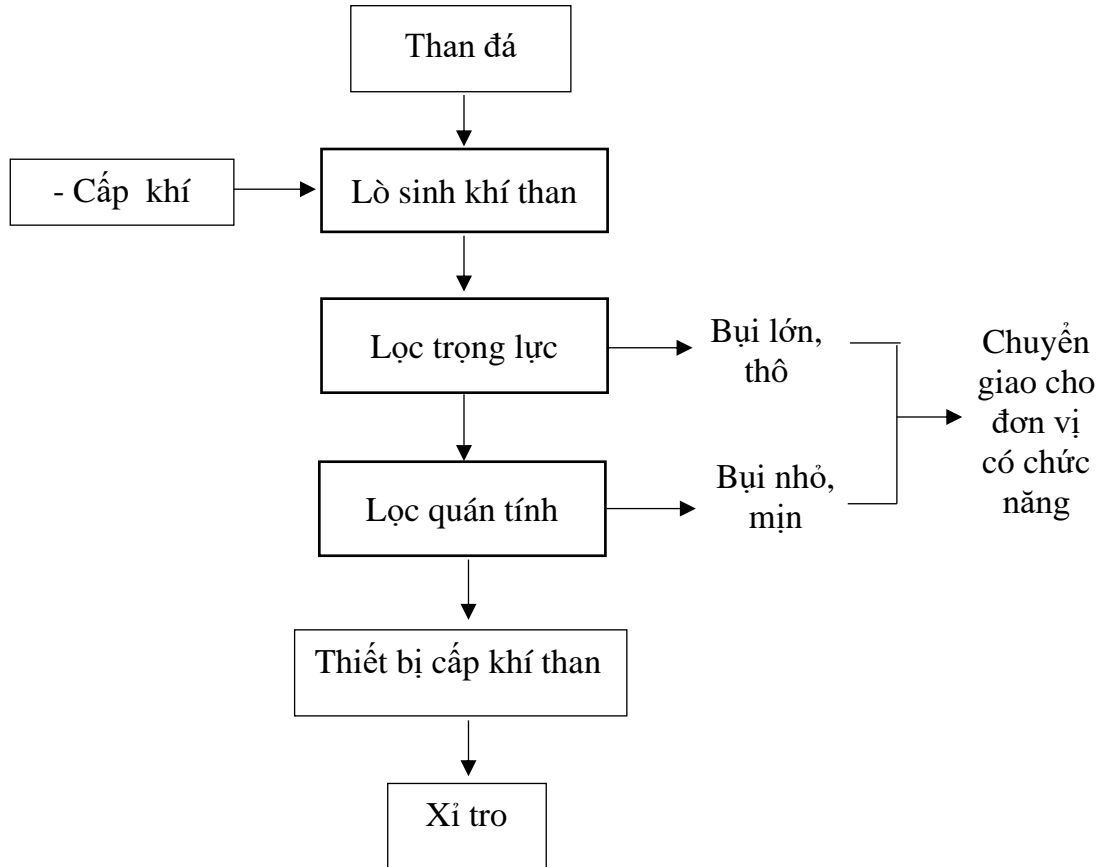 Than đá
- Cấp khí
Lò sinh khí than
Lọc trọng lực
Bụi lớn,
thô
Chuyển
giao cho
đơn vị
có chức
năng
Lọc quán tính
Bụi nhỏ,
mịn
Thiết bị cấp khí than
Xỉ tro